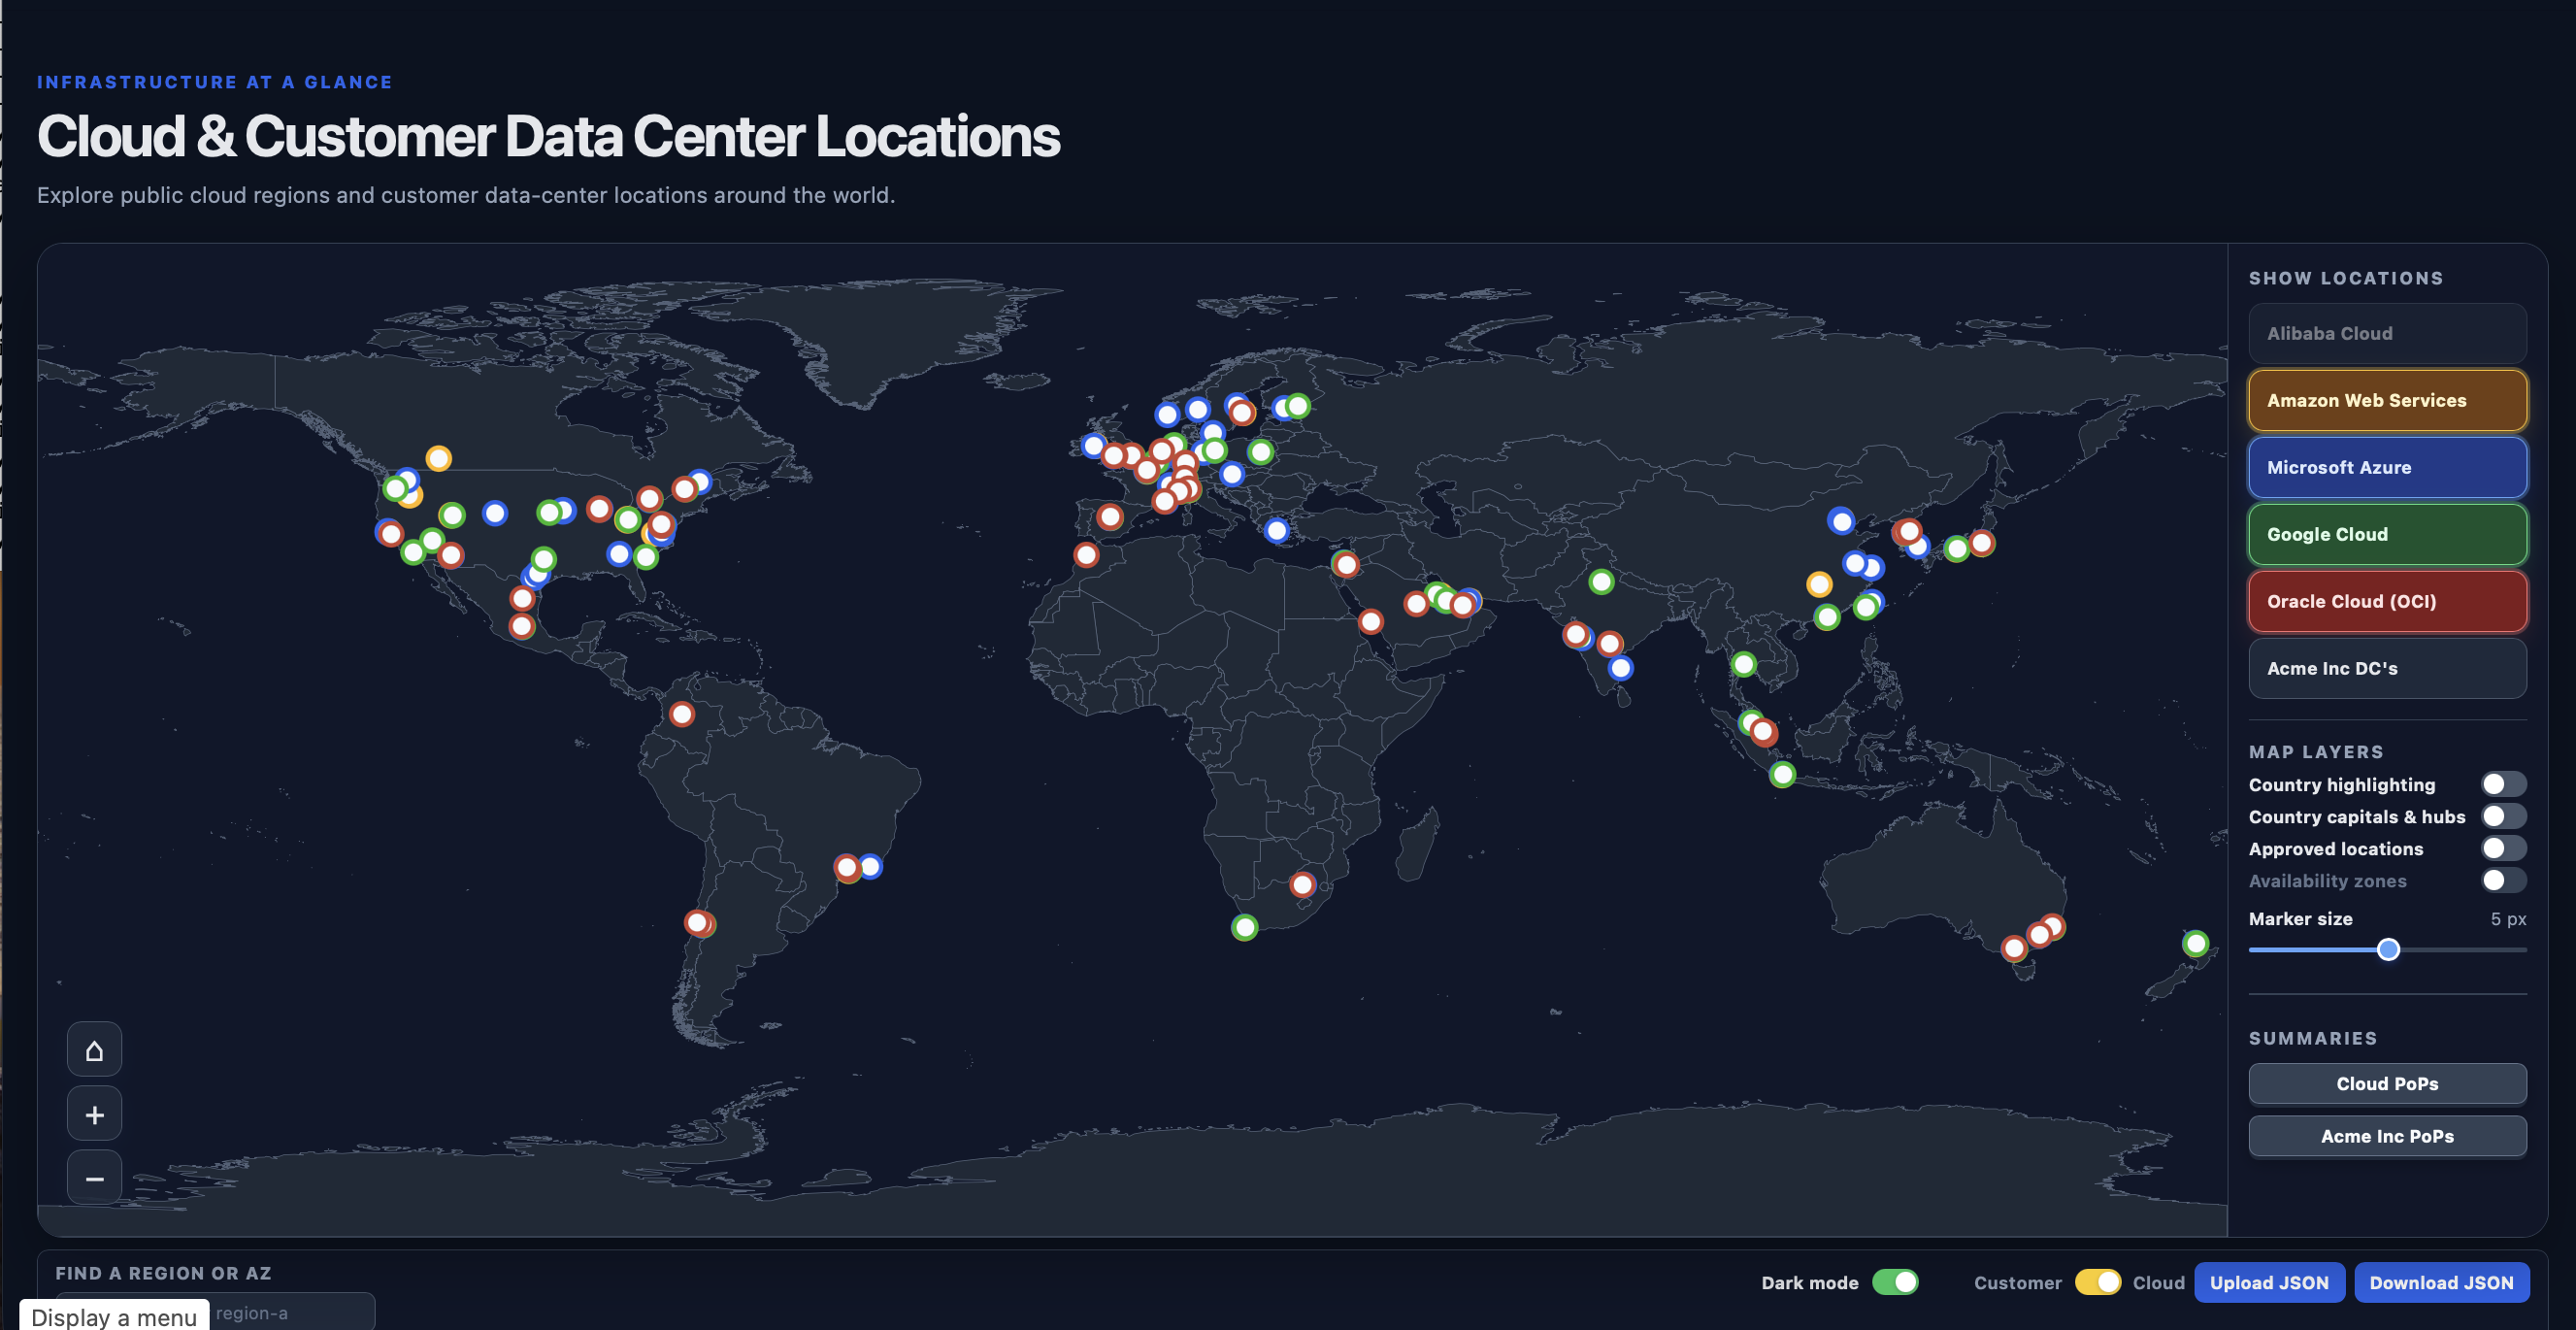 INFRASTRUCTURE AT A GLANCE
Cloud & Customer Data Center Locations
Explore public cloud regions and customer data-center locations around the world.
SHOW LOCATIONS
Alibaba Cloud
Amazon Web Services
Microsoft Azure
Google Cloud
Oracle Cloud (OCI)
Acme Inc DC's
MAP LAYERS
Country highlighting
Country capitals & hubs
Approved locations
Availability zones
Marker size 5 px
SUMMARIES
Cloud PoPs
Acme Inc PoPs
+
−
FIND A REGION OR AZ
region-a
Display a menu
Dark mode
Customer Cloud
Upload JSON
Download JSON